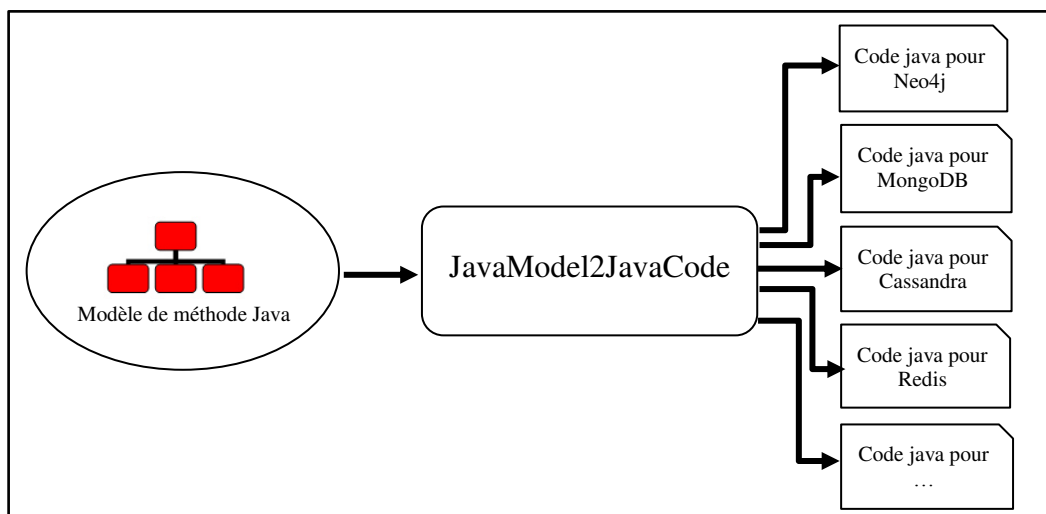 Modèle de méthode Java
JavaModel2JavaCode
Code java pour
Neo4j
Code java pour
MongoDB
Code java pour
Cassandra
Code java pour
Redis
Code java pour
…